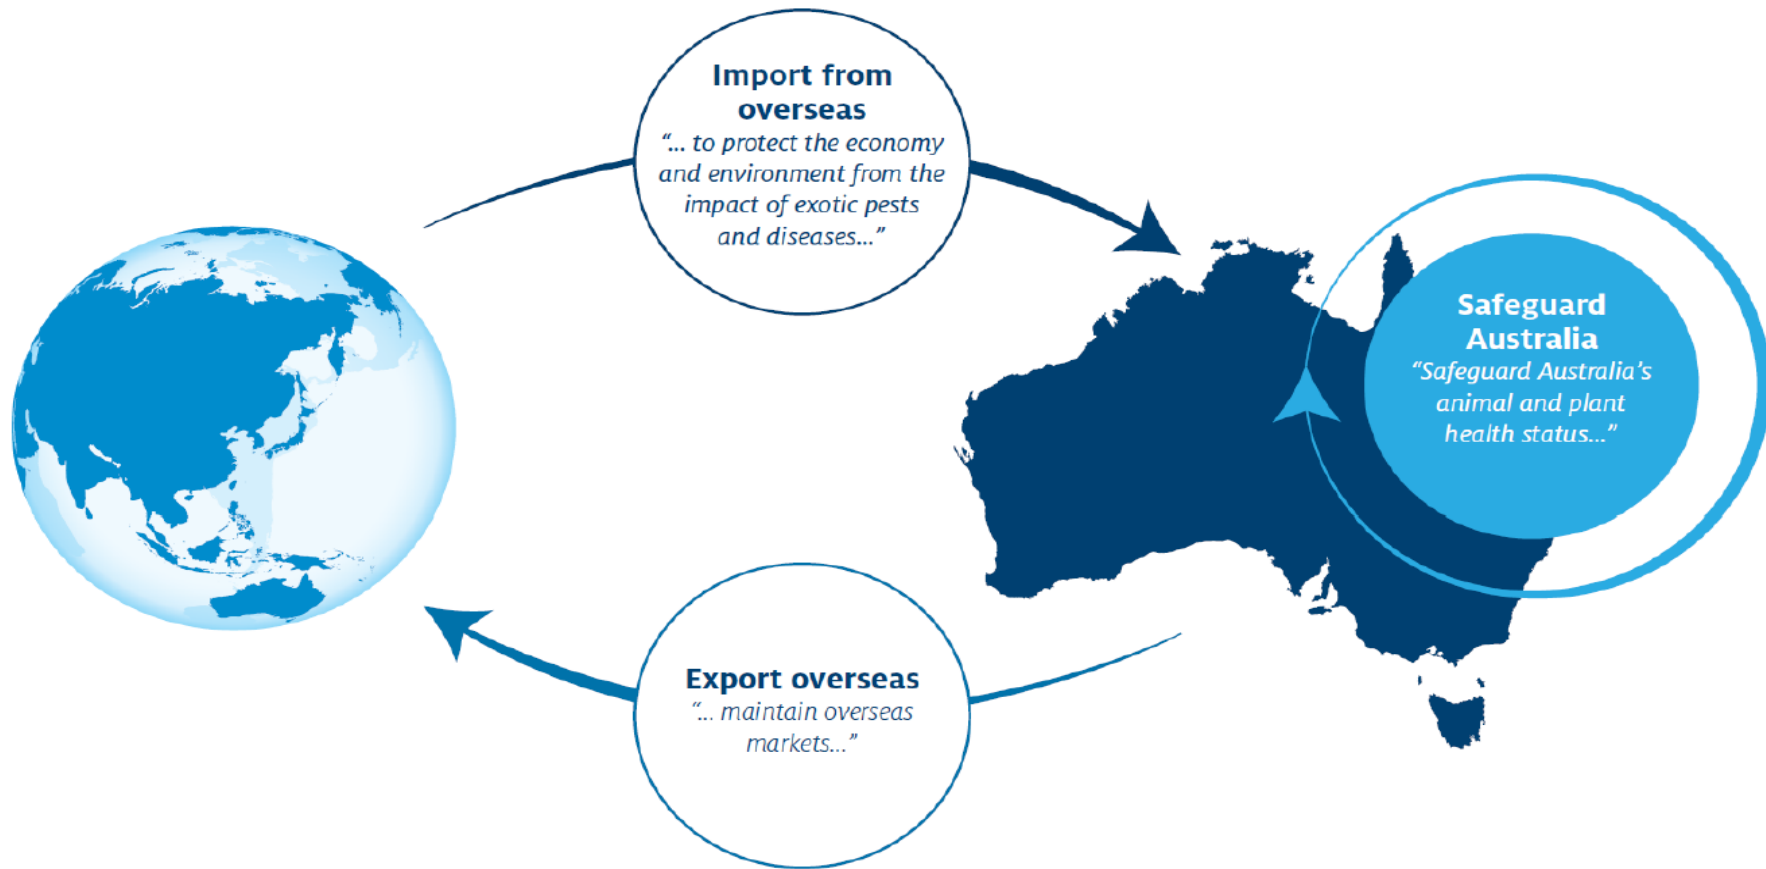 Import from
overseas
“... to protect the economy
and environment from the
impact of exotic pests
and diseases...”
Safeguard
Australia
“Safeguard Australia’s
animal and plant
health status...”
Export overseas
“... maintain overseas
markets...”